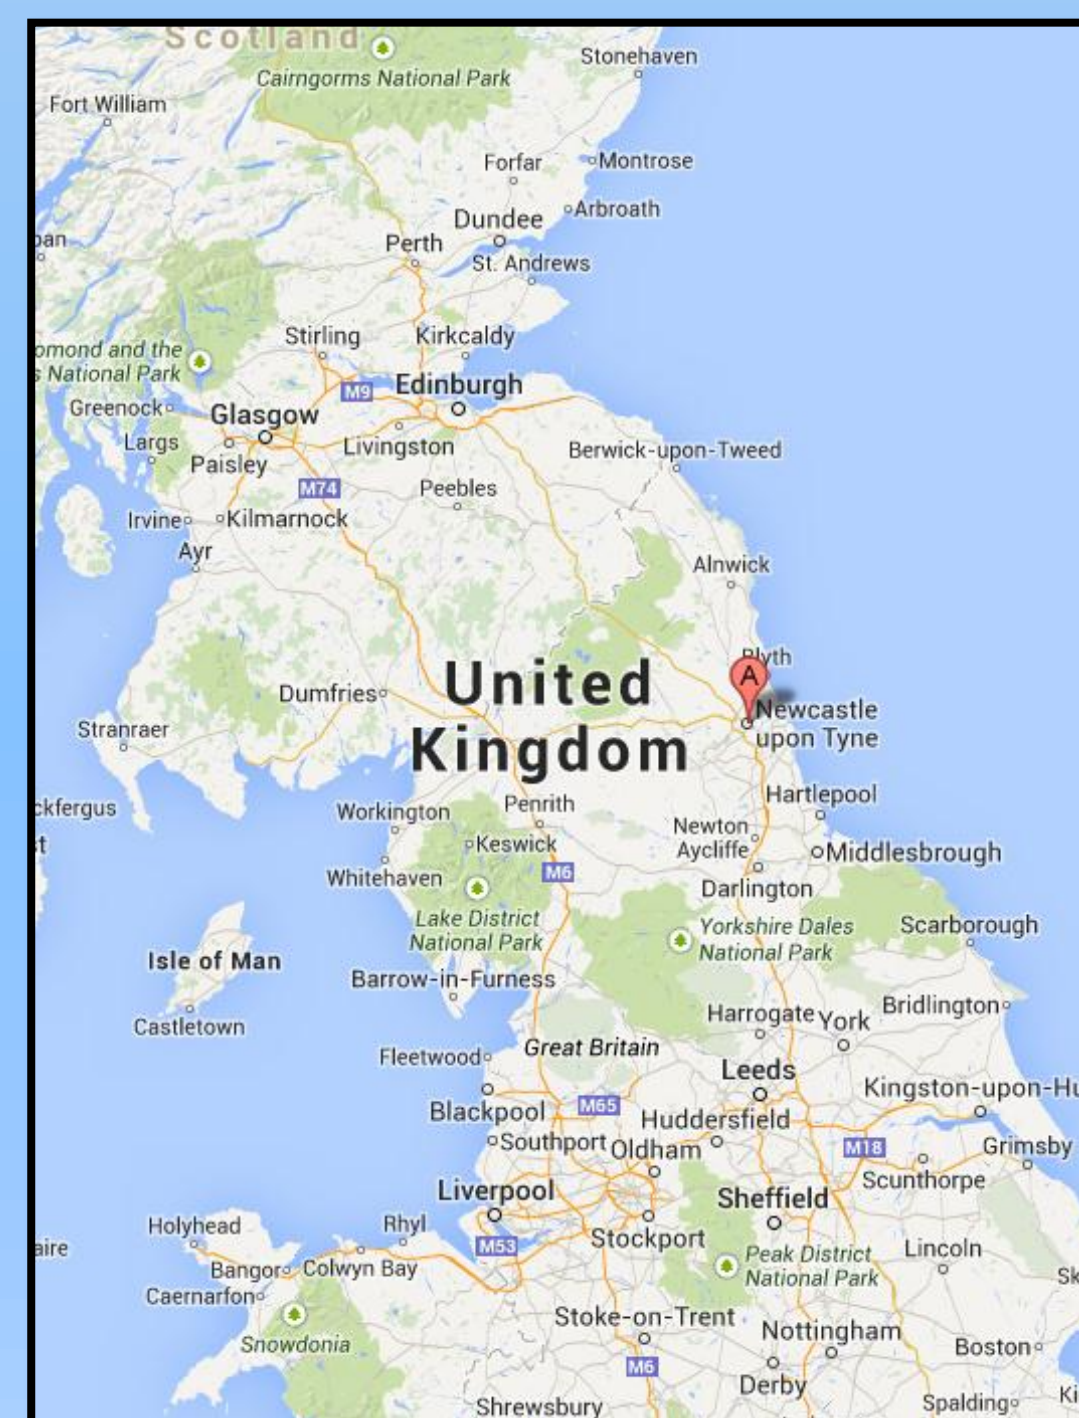 Scotland
Cairngorms National Park
Stonehaven
Fort William
Forfar
Montrose
Arbroath
Dundee
Perth
St. Andrews
Stirling
Kirkcaldy
omond and the
s National Park
M9
Edinburgh
Greenock
Glasgow
Largs
Livingston
Berwick-upon-Tweed
Paisley
M74
Peebles
Irvine
Kilmarnock
Ayr
Alnwick
Blyth
A
United
Kingdom
Dumfries
Newcastle
upon Tyne
Stranraer
Hartlepool
ckfergus
Workington
Penrith
Newton
Aycliffe
st
Keswick
Middlesbrough
M6
Whitehaven
Darlington
Lake District
National Park
Yorkshire Dales
National Park
Scarborough
Isle of Man
Barrow-in-Furness
Castletown
Harrogate
York
Bridlington
Fleetwood
Great Britain
Leeds
Kingston-upon-Hu
Blackpool
M65
Huddersfield
Southport
Oldham
M18
Grimsby
Scunthorpe
Liverpool
Sheffield
Holyhead
Rhyl
M53
Stockport
aire
Bangor
Colwyn Bay
Peak District
National Park
Lincoln
Sk
Caernarfon
Snowdonia
Stoke-on-Trent
Nottingham
Boston
M6
Derby
Ki
Shrewsbury
Spalding